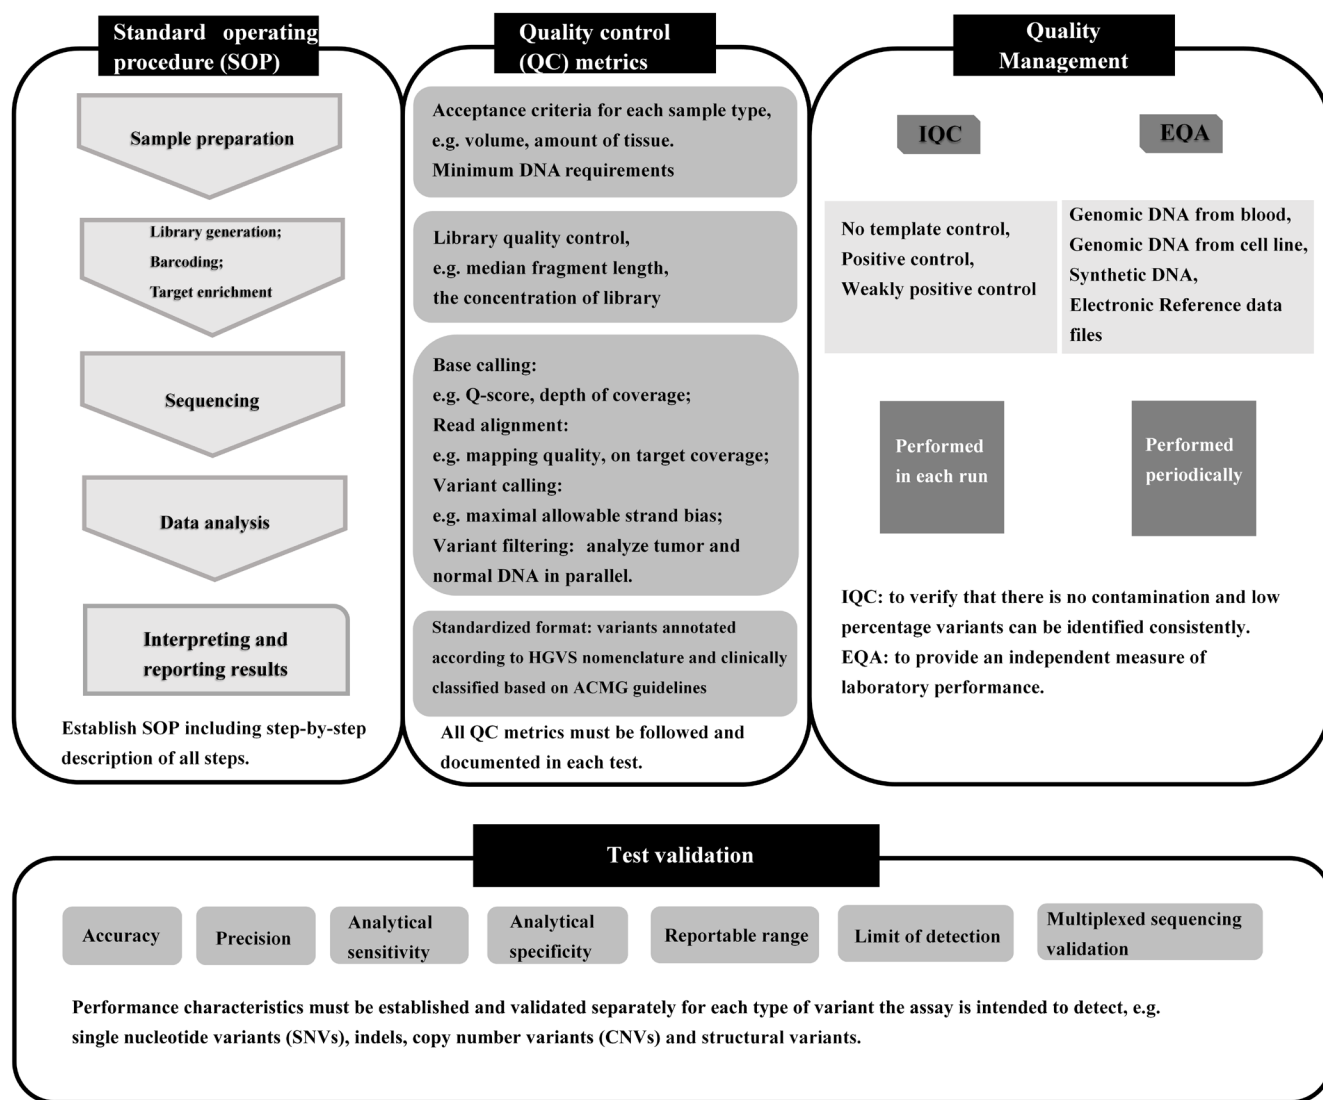 Standard operating
procedure (SOP)
Sample preparation
Library generation;
Barcoding;
Target enrichment
Sequencing
Data analysis
Interpreting and
reporting results
Establish SOP including step-by-step
description of all steps.
Quality control
(QC) metrics
Acceptance criteria for each sample type,
e.g. volume, amount of tissue.
Minimum DNA requirements
Library quality control,
e.g. median fragment length,
the concentration of library
Base calling:
e.g. Q-score, depth of coverage;
Read alignment:
e.g. mapping quality, on target coverage;
Variant calling:
e.g. maximal allowable strand bias;
Variant filtering: analyze tumor and
normal DNA in parallel.
Standardized format: variants annotated
according to HGVS nomenclature and clinically
classified based on ACMG guidelines
All QC metrics must be followed and
documented in each test.
Quality
Management
IQC
No template control,
Positive control,
Weakly positive control
Performed
in each run
EQA
Genomic DNA from blood,
Genomic DNA from cell line,
Synthetic DNA,
Electronic Reference data
files
Performed
periodically
IQC: to verify that there is no contamination and low
percentage variants can be identified consistently.
EQA: to provide an independent measure of
laboratory performance.
Test validation
Accuracy
Precision
Analytical
sensitivity
Analytical
specificity
Reportable range
Limit of detection
Multiplexed sequencing
validation
Performance characteristics must be established and validated separately for each type of variant the assay is intended to detect, e.g.
single nucleotide variants (SNVs), indels, copy number variants (CNVs) and structural variants.